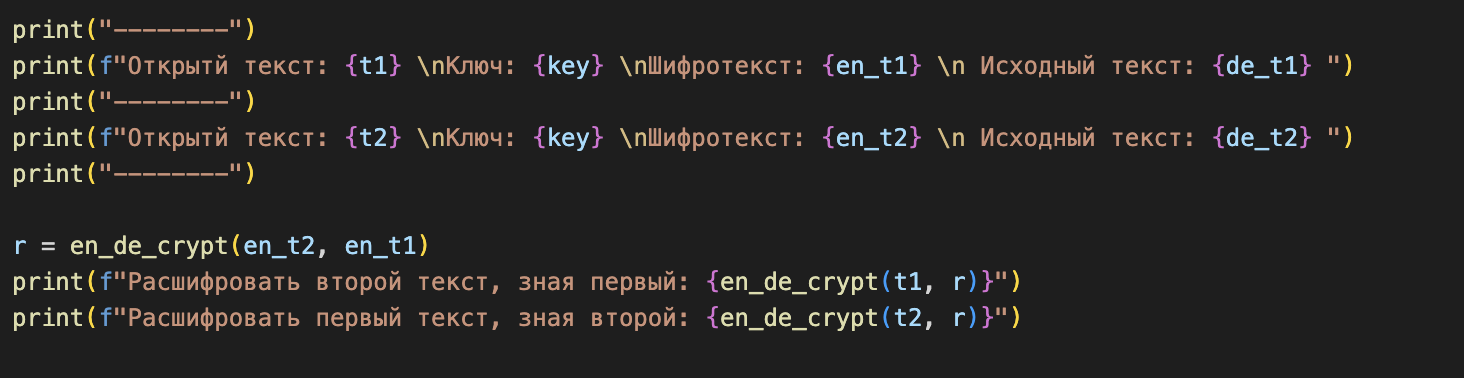 print("--------")
print(f"Открытй текст: {t1} \nКлюч: {key} \nШифротекст: {en_t1} \n Исходный текст: {de_t1} ")
print("--------")
print(f"Открытй текст: {t2} \nКлюч: {key} \nШифротекст: {en_t2} \n Исходный текст: {de_t2} ")
print("--------")
r = en_de_crypt(en_t2, en_t1)
print(f"Расшифровать второй текст, зная первый: {en_de_crypt(t1, r)}")
print(f"Расшифровать первый текст, зная второй: {en_de_crypt(t2, r)}")